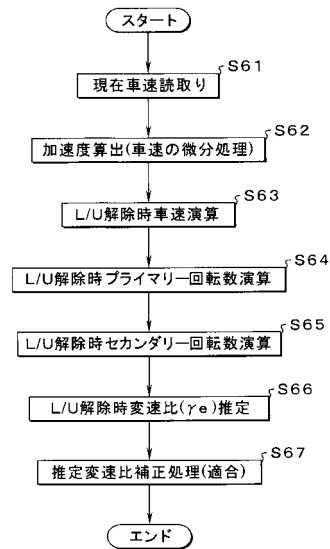 スタート
S61
現在車速読取り
S62
加速度算出(車速の微分処理)
S63
L/U解除時車速演算
S64
L/U解除時プライマリー回転数演算
S65
L/U解除時セカンダリー回転数演算
S66
L/U解除時変速比(γe)推定
S67
推定変速比補正処理(適合)
エンド